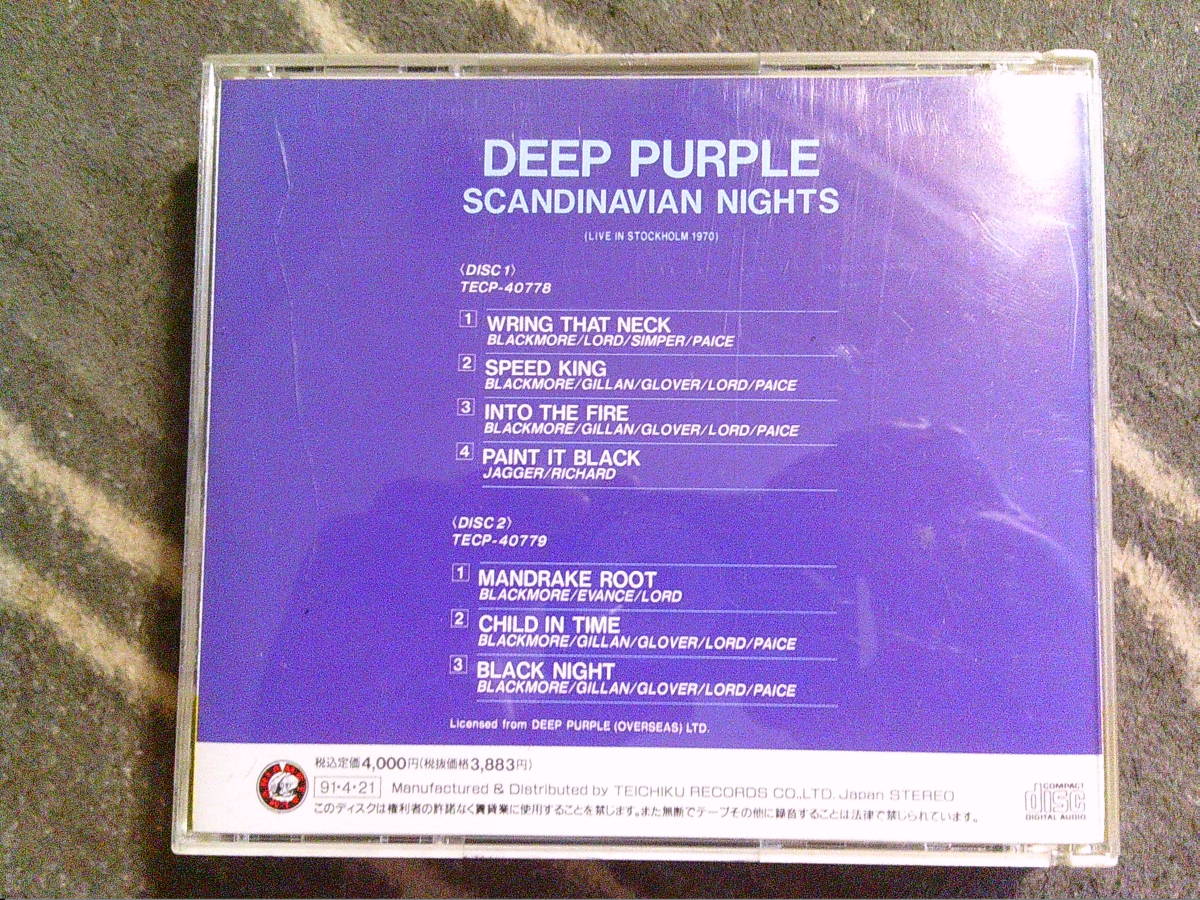 DEEP PURPLE
SCANDINAVIAN NIGHTS
(LIVE IN STOCKHOLM 1970)
〈DISC 1〉
TECP-40778
1 WRING THAT NECK
BLACKMORE/LORD/SIMPER/PAICE
2 SPEED KING
BLACKMORE/GILLAN/GLOVER/LORD/PAICE
3 INTO THE FIRE
BLACKMORE/GILLAN/GLOVER/LORD/PAICE
4 PAINT IT BLACK
JAGGER/RICHARD
〈DISC 2〉
TECP-40779
1 MANDRAKE ROOT
BLACKMORE/EVANCE/LORD
2 CHILD IN TIME
BLACKMORE/GILLAN/GLOVER/LORD/PAICE
3 BLACK NIGHT
BLACKMORE/GILLAN/GLOVER/LORD/PAICE
Licensed from DEEP PURPLE (OVERSEAS) LTD.
税込定価4,000円(税抜価格3,883円)
91・4・21 Manufactured & Distributed by TEICHIKU RECORDS CO.,LTD. Japan STEREO
このディスクは権利者の許諾なく賃貸業に使用することを禁じます。また無断でテープその他に録音することは法律で禁じられています。
COMPACT
disc
DIGITAL AUDIO